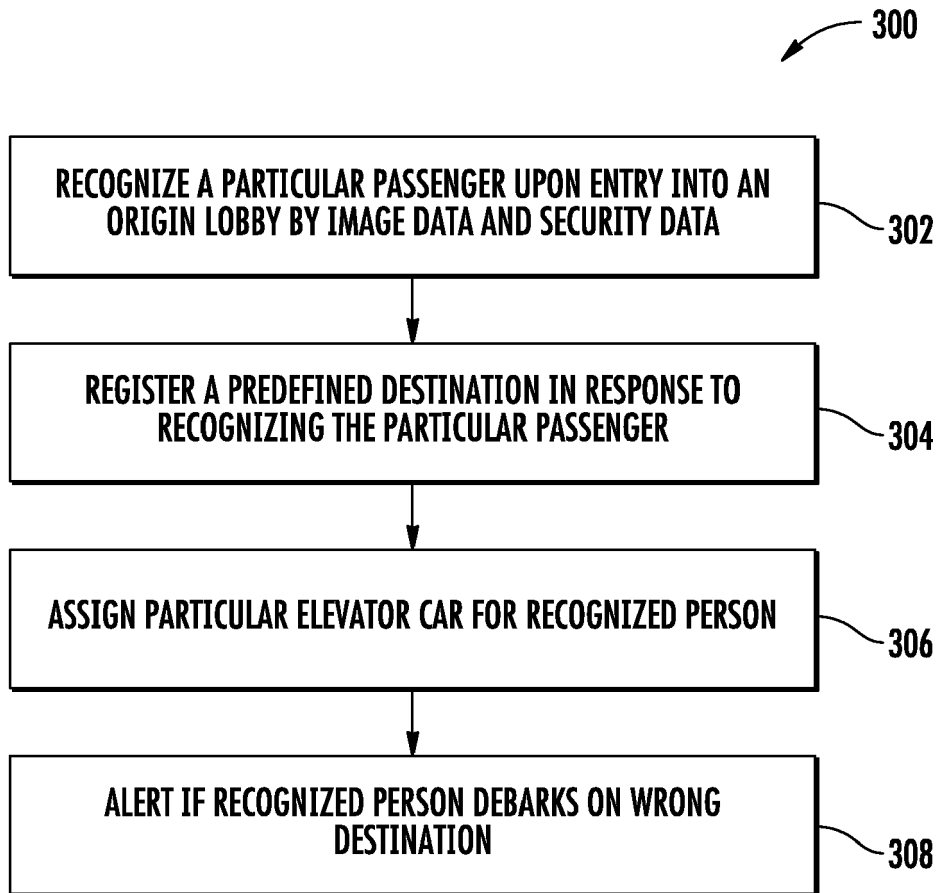 300
RECOGNIZE A PARTICULAR PASSENGER UPON ENTRY INTO AN
ORIGIN LOBBY BY IMAGE DATA AND SECURITY DATA
302
REGISTER A PREDEFINED DESTINATION IN RESPONSE TO
RECOGNIZING THE PARTICULAR PASSENGER
304
ASSIGN PARTICULAR ELEVATOR CAR FOR RECOGNIZED PERSON
306
ALERT IF RECOGNIZED PERSON DEBARKS ON WRONG
DESTINATION
308